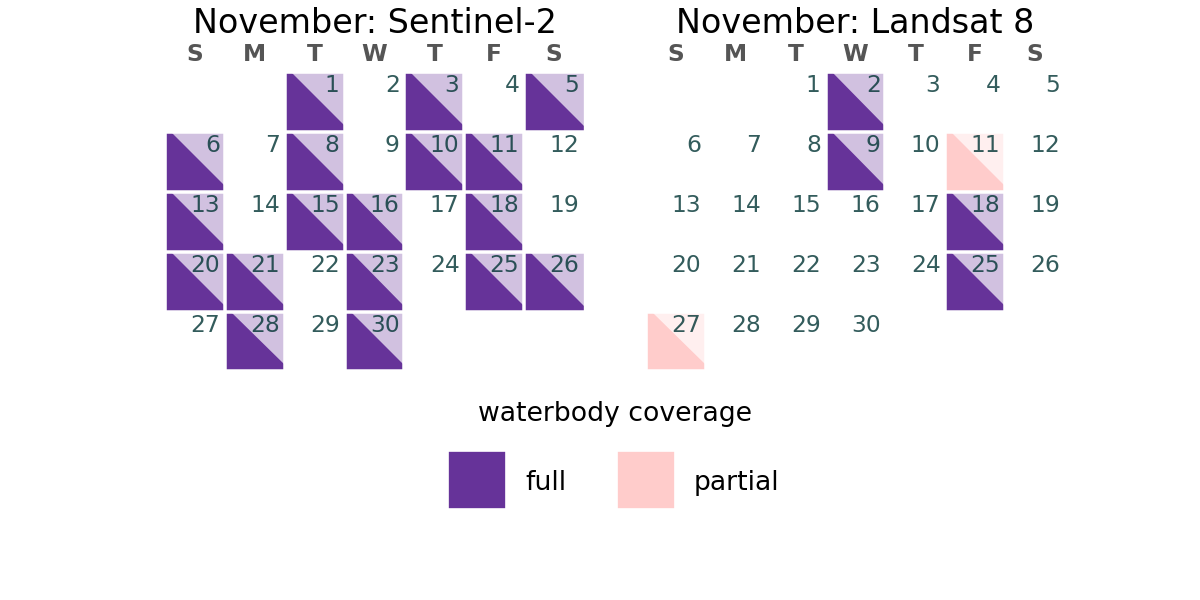 November: Sentinel-2
S M T W T F S
1 2 3 4 5
6 7 8 9 10 11 12
13 14 15 16 17 18 19
20 21 22 23 24 25 26
27 28 29 30
November: Landsat 8
S M T W T F S
1 2 3 4 5
6 7 8 9 10 11 12
13 14 15 16 17 18 19
20 21 22 23 24 25 26
27 28 29 30
waterbody coverage
full partial